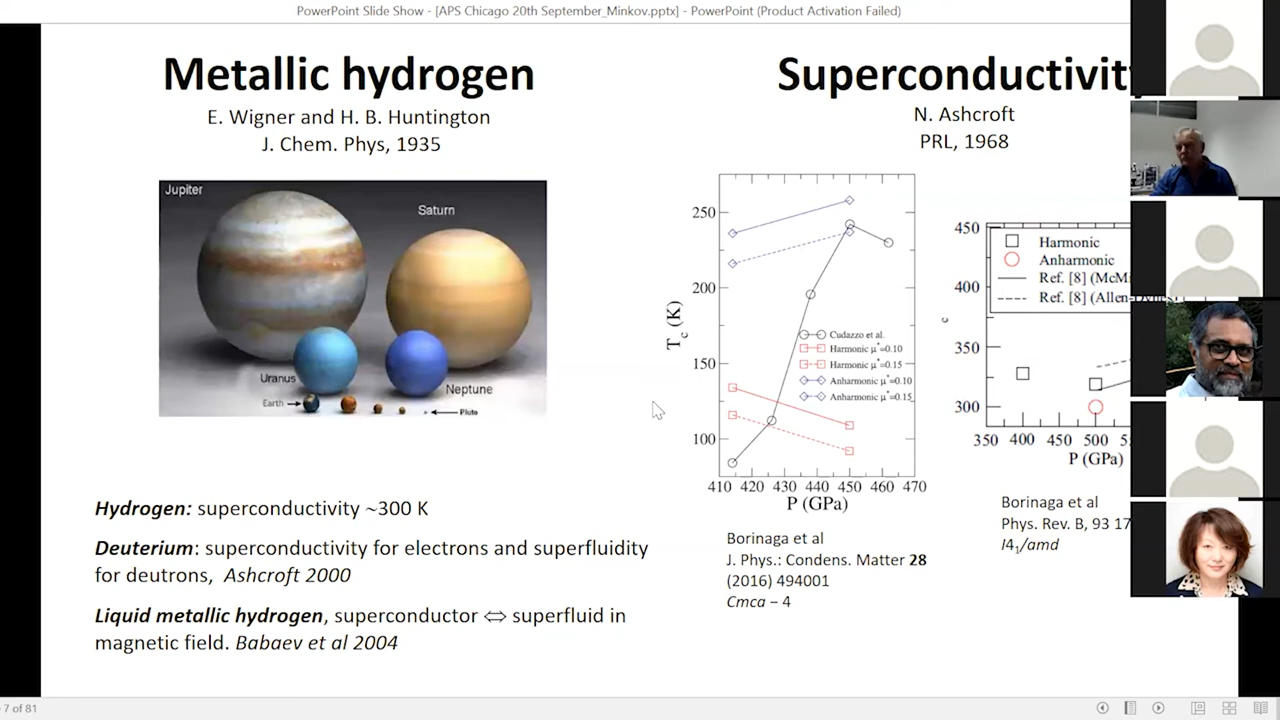 PowerPoint Slide Show - [APS Chicago 20th September_Minkov.pptx] - PowerPoint (Product Activation Failed)
Metallic hydrogen
E. Wigner and H. B. Huntington
J. Chem. Phys, 1935
Jupiter
Saturn
Uranus
Neptune
Earth
Pluto
Hydrogen: superconductivity ~300 K
Deuterium: superconductivity for electrons and superfluidity
for deutrons, Ashcroft 2000
Liquid metallic hydrogen, superconductor ⇔ superfluid in
magnetic field. Babaev et al 2004
Superconductivity
N. Ashcroft
PRL, 1968
250
200
150
100
Tc (K)
Cudazzo et al.
Harmonic μ*=0.10
Harmonic μ*=0.15
Anharmonic μ*=0.10
Anharmonic μ*=0.15
410 420 430 440 450 460 470
P (GPa)
Borinaga et al
J. Phys.: Condens. Matter 28
(2016) 494001
Cmca – 4
450
400
350
300
c
Harmonic
Anharmonic
Ref. [8] (McMi
Ref. [8] (Allen-Dynes)
350 400 450 500
P (GPa)
Borinaga et al
Phys. Rev. B, 93 17
I4₁/amd
7 of 81